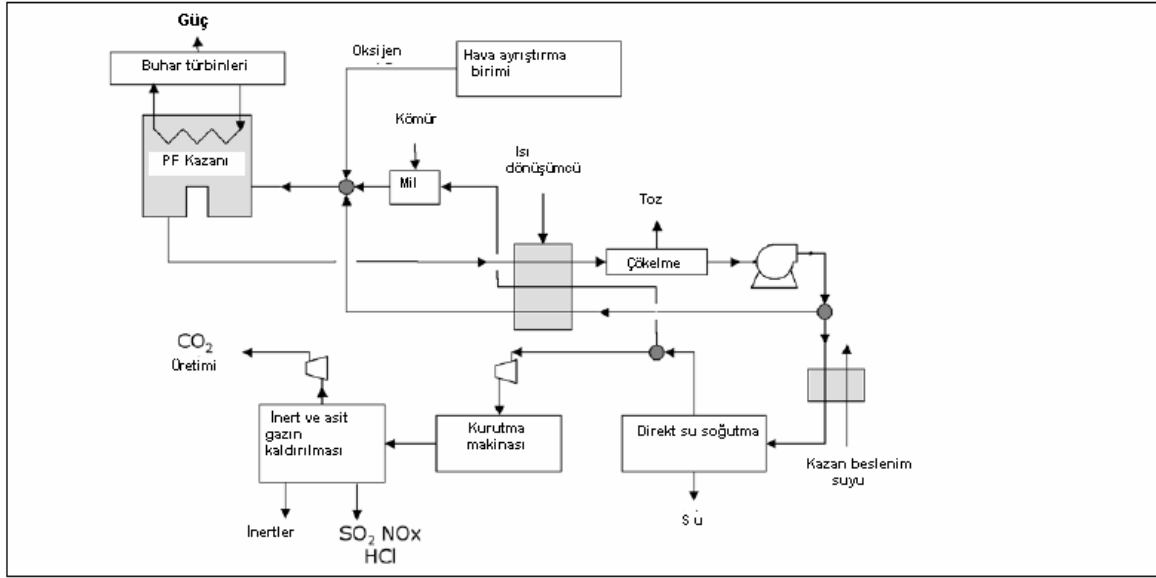 Güç
Buhar türbinleri
PF Kazanı
Oksijen
Hava ayrıştırma
birimi
Kömür
Mil
Isı
dönüşümcü
Toz
Çökelme
CO₂
Üretimi
İnert ve asit
gazın
kaldırılması
Kurutma
makinası
Direkt su soğutma
Kazan beslenim
suyu
İnertler
SO₂ NOx
HCl
Su